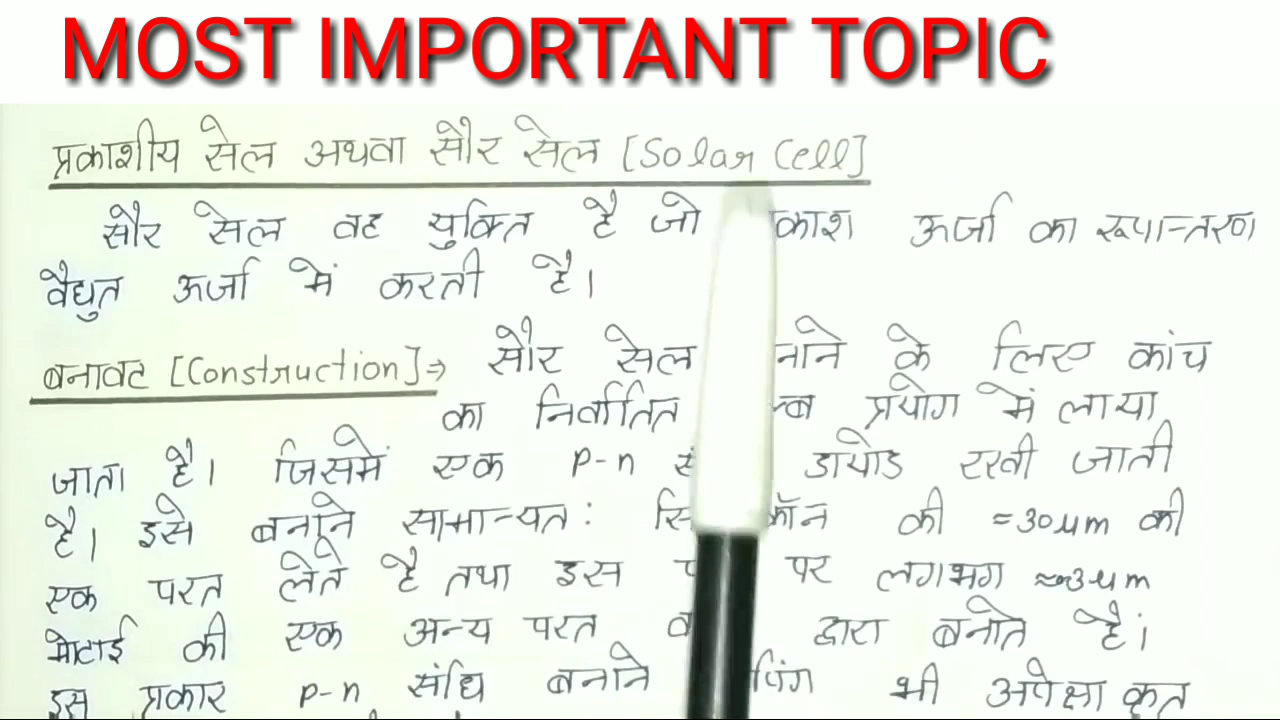 MOST IMPORTANT TOPIC
प्रकाशीय सेल अथवा सौर सेल [Solar Cell]
सौर सेल वह युक्ति है जो काश ऊर्जा का रूपान्तरण
वैद्युत ऊर्जा में करती है।
बनावट [Construction]⇒ सौर सेल नाने के लिए कांच
का निर्वातित ल्ब प्रयोग में लाया
जाता है। जिसमें एक p-n डायोड रखी जाती
है। इसे बनाने सामान्यत: सि कॉन की ≈30μm की
एक परत लेते है तथा इस प पर लगभग ≈3μm
मोटाई की एक अन्य परत व द्वारा बनाते है।
इस प्रकार p-n संधि बनाने पिंग भी अपेक्षा कृत